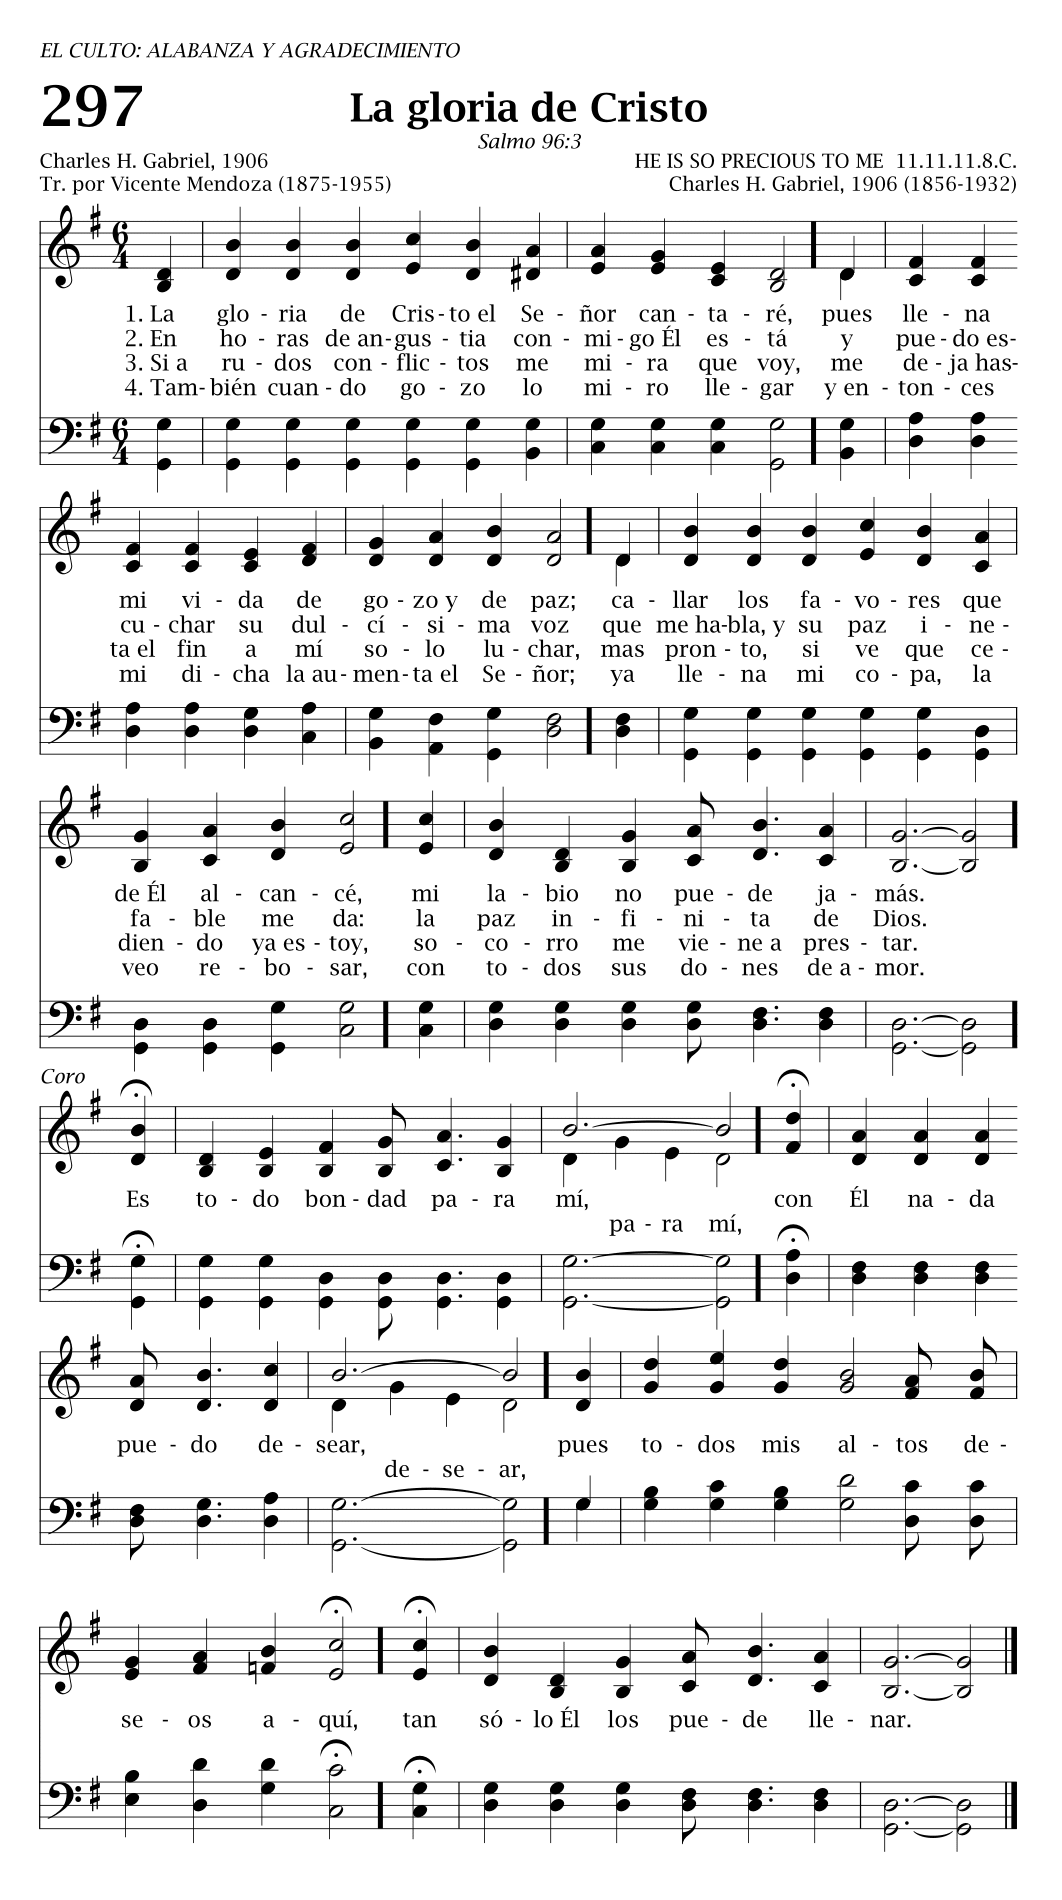 EL CULTO: ALABANZA Y AGRADECIMIENTO
297
La gloria de Cristo
Salmo 96:3
Charles H. Gabriel, 1906
HE IS SO PRECIOUS TO ME 11.11.11.8.C.
Tr. por Vicente Mendoza (1875-1955)
Charles H. Gabriel, 1906 (1856-1932)
6 4
1. La glo - ria de Cris - to el Se - ñor can - ta - ré, pues lle - na
2. En ho - ras de an - gus - tia con - mi - go Él es - tá y pue - do es-
3. Si a ru - dos con - flic - tos me mi - ra que voy, me de - ja has-
4. Tam - bién cuan - do go - zo lo mi - ro lle - gar y en - ton - ces
6 4
mi vi - da de go - zo y de paz; ca - llar los fa - vo - res que
cu - char su dul - cí - si - ma voz que me ha - bla, y su paz i - ne -
ta el fin a mí so - lo lu - char, mas pron - to, si ve que ce -
mi di - cha la au - men - ta el Se - ñor; ya lle - na mi co - pa, la
de Él al - can - cé, mi la - bio no pue - de ja - más.
fa - ble me da: la paz in - fi - ni - ta de Dios.
dien - do ya es - toy, so - co - rro me vie - ne a pres - tar.
veo re - bo - sar, con to - dos sus do - nes de a - mor.
Coro
Es to - do bon - dad pa - ra mí, con Él na - da
pa - ra mí,
pue - do de - sear, pues to - dos mis al - tos de -
de - se - ar,
se - os a - quí, tan só - lo Él los pue - de lle - nar.